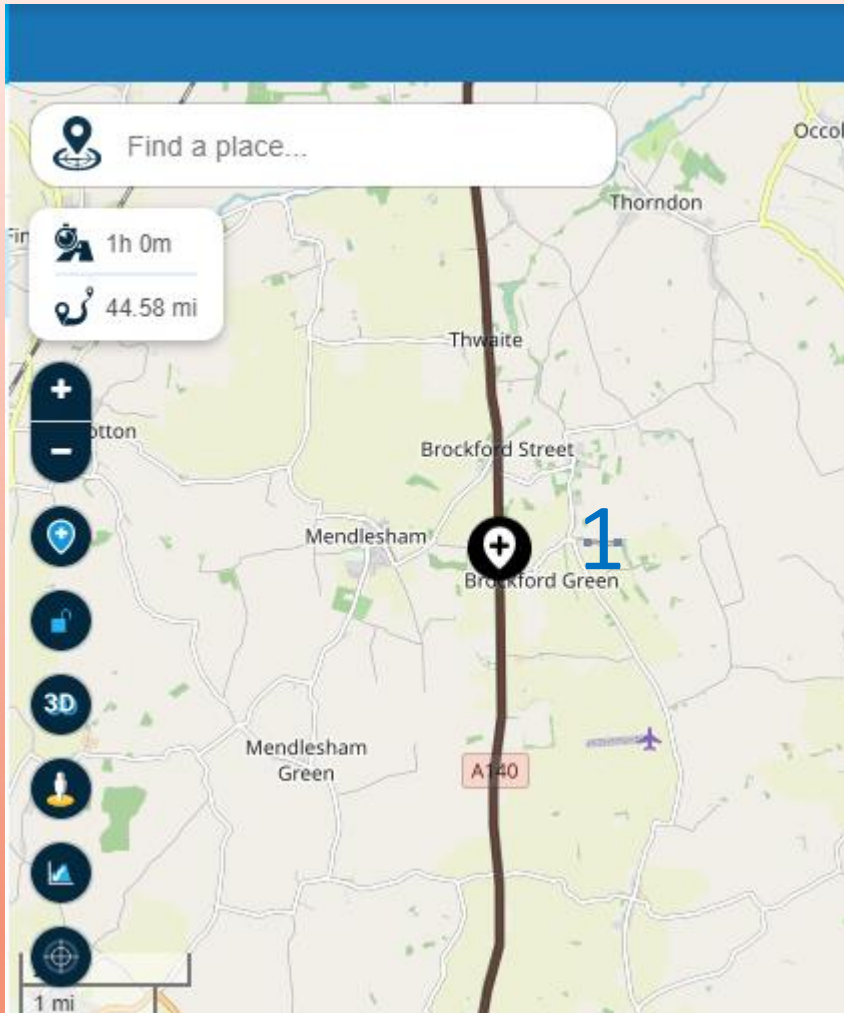 Find a place...
Occol
Thorndon
Fin
1h 0m
44.58 mi
Thwaite
+
−
otton
Brockford Street
Mendlesham
1
Brockford Green
3D
Mendlesham
Green
A140
1 mi